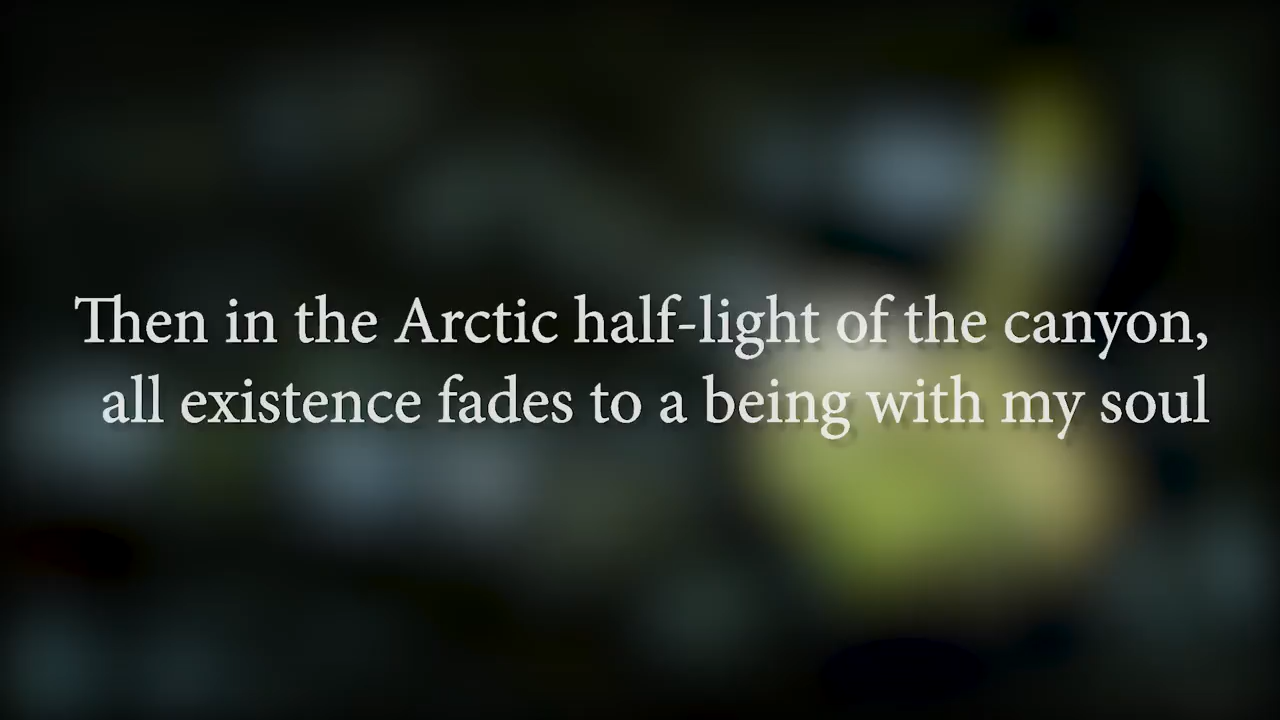 Then in the Arctic half-light of the canyon,
all existence fades to a being with my soul